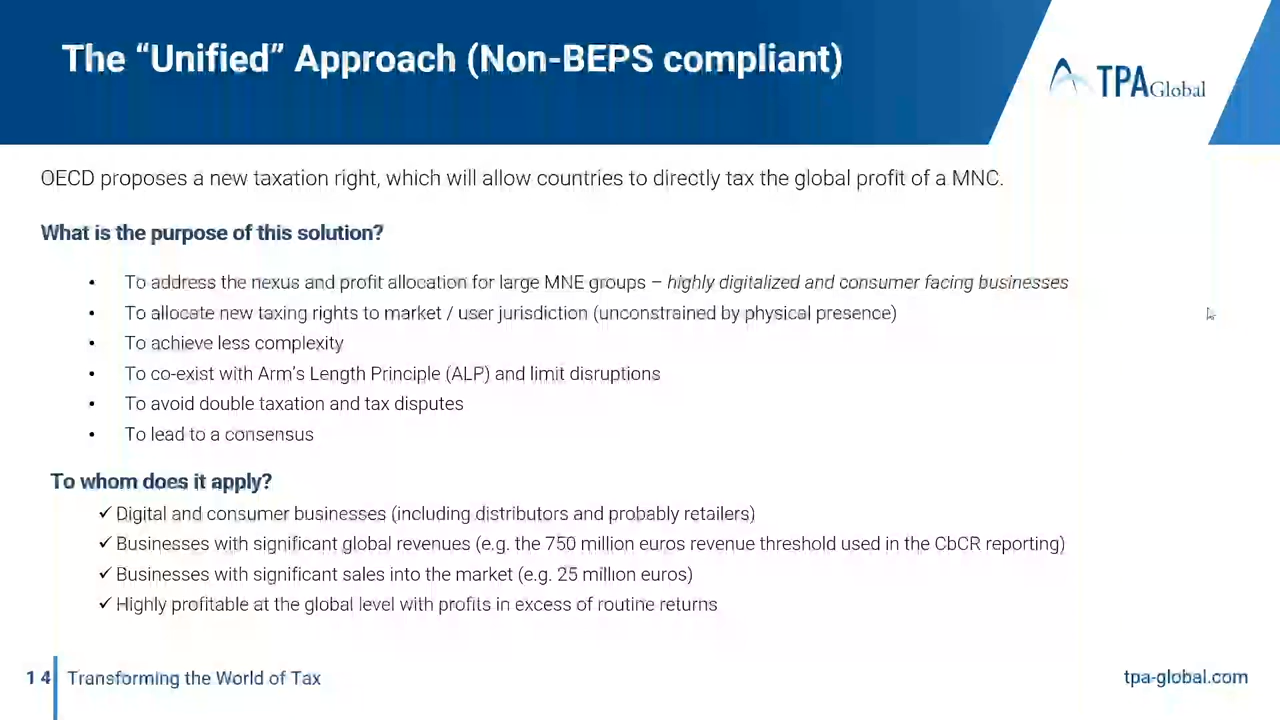 The “Unified” Approach (Non-BEPS compliant)
TPA Global
OECD proposes a new taxation right, which will allow countries to directly tax the global profit of a MNC.
What is the purpose of this solution?
• To address the nexus and profit allocation for large MNE groups – highly digitalized and consumer facing businesses
• To allocate new taxing rights to market / user jurisdiction (unconstrained by physical presence)
• To achieve less complexity
• To co-exist with Arm’s Length Principle (ALP) and limit disruptions
• To avoid double taxation and tax disputes
• To lead to a consensus
To whom does it apply?
✓ Digital and consumer businesses (including distributors and probably retailers)
✓ Businesses with significant global revenues (e.g. the 750 million euros revenue threshold used in the CbCR reporting)
✓ Businesses with significant sales into the market (e.g. 25 million euros)
✓ Highly profitable at the global level with profits in excess of routine returns
14 Transforming the World of Tax
tpa-global.com